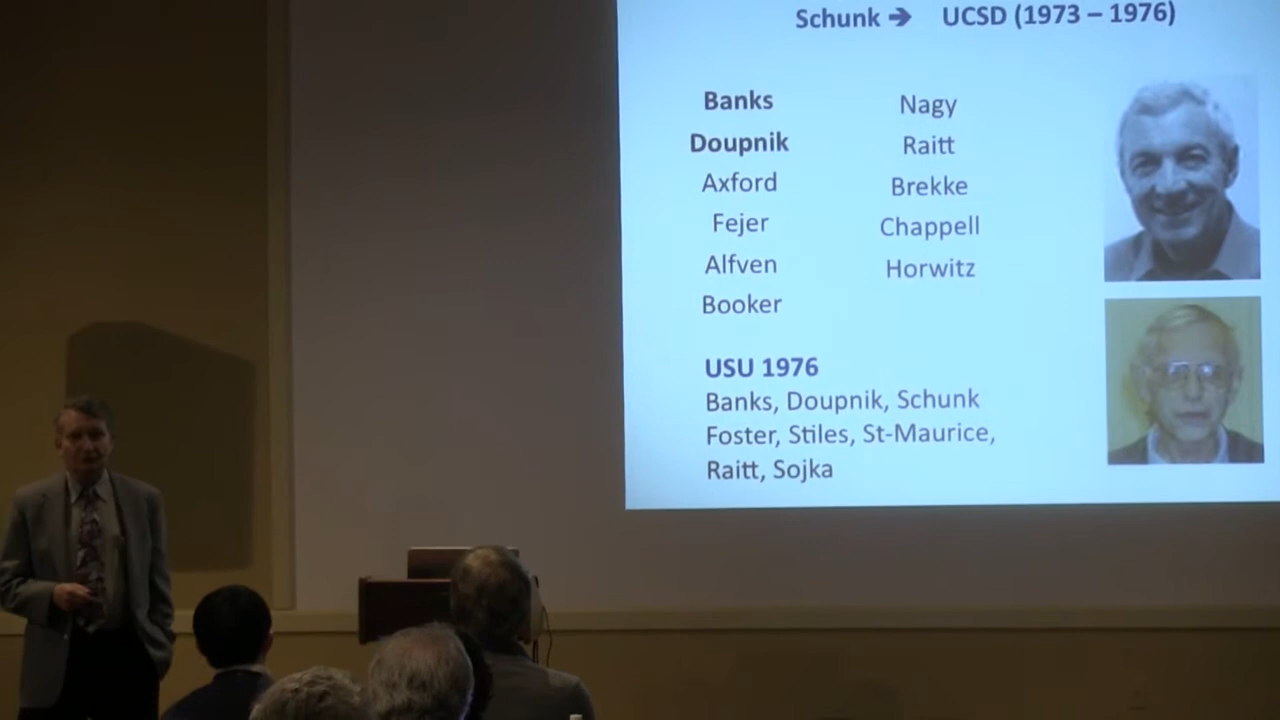 Schunk ➔ UCSD (1973 – 1976)
Banks
Doupnik
Axford
Fejer
Alfven
Booker
Nagy
Raitt
Brekke
Chappell
Horwitz
USU 1976
Banks, Doupnik, Schunk
Foster, Stiles, St-Maurice,
Raitt, Sojka